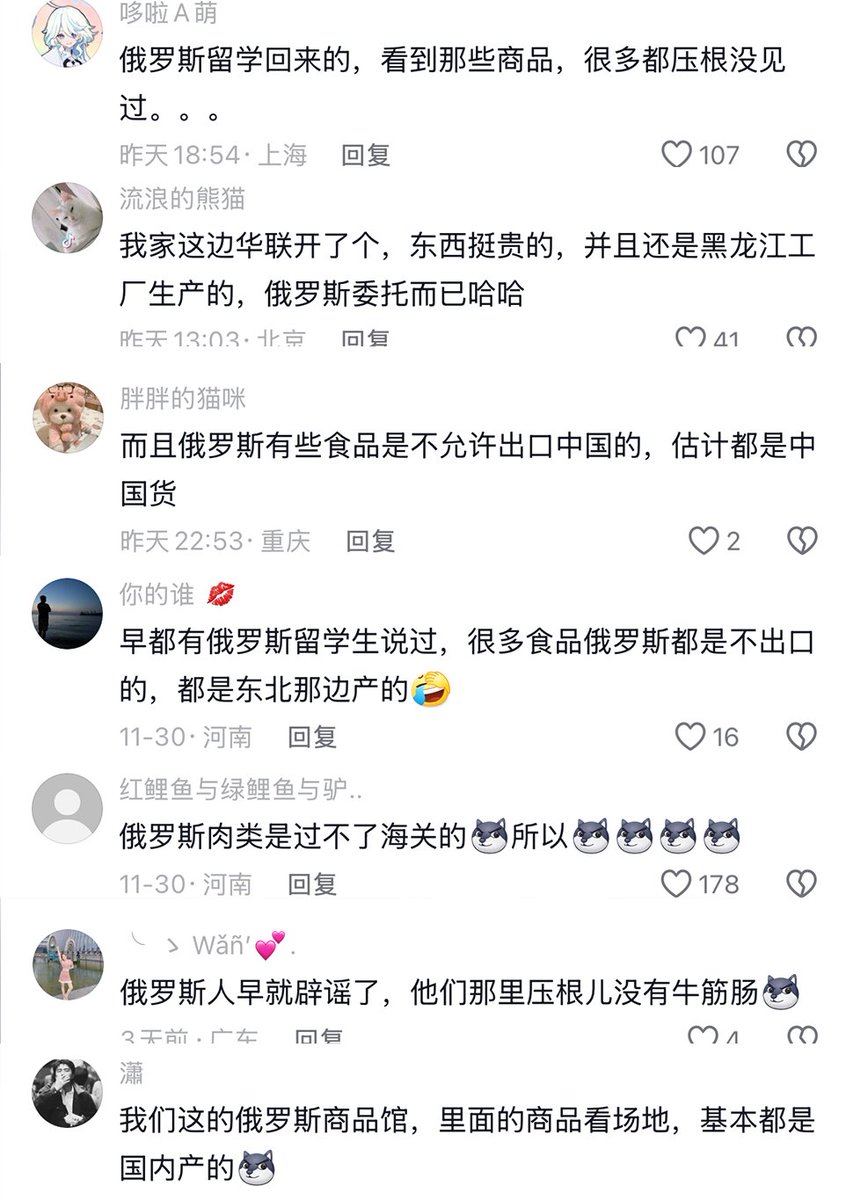 哆啦A萌
俄罗斯留学回来的，看到那些商品，很多都压根没见
过。。。
昨天18:54·上海 回复 107
流浪的熊猫
我家这边华联开了个，东西挺贵的，并且还是黑龙江工
厂生产的，俄罗斯委托而已哈哈
昨天13:03·北京 回复 41
胖胖的猫咪
而且俄罗斯有些食品是不允许出口中国的，估计都是中
国货
昨天22:53·重庆 回复 2
你的谁 💋
早都有俄罗斯留学生说过，很多食品俄罗斯都是不出口
的，都是东北那边产的🤣
11-30·河南 回复 16
红鲤鱼与绿鲤鱼与驴..
俄罗斯肉类是过不了海关的所以
11-30·河南 回复 178
Wǎñ′💕.
俄罗斯人早就辟谣了，他们那里压根儿没有牛筋肠
3天前·广东 回复 4
潇
我们这的俄罗斯商品馆，里面的商品看场地，基本都是
国内产的